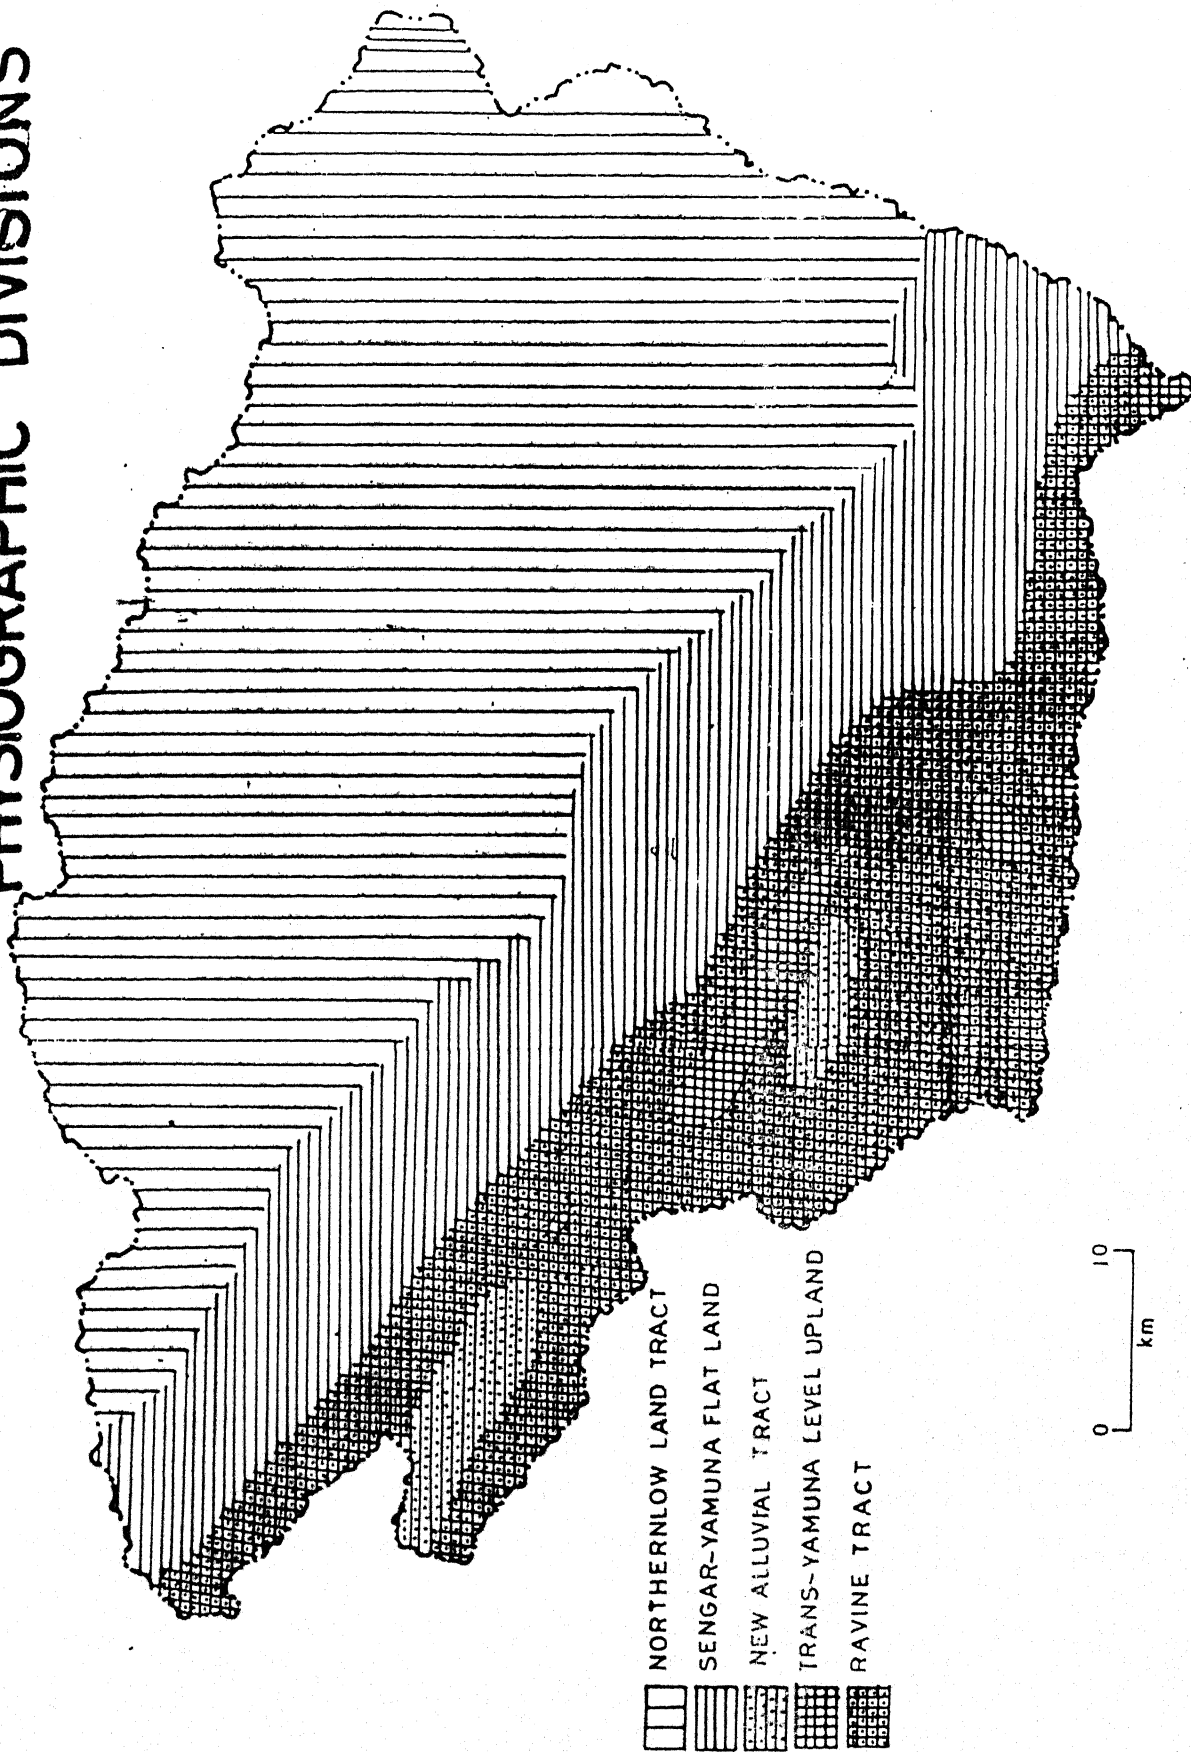 PHYSIOGRAPHIC DIVISIONS
NORTHERNLOW LAND TRACT
SENGAR-YAMUNA FLAT LAND
NEW ALLUVIAL TRACT
TRANS-YAMUNA LEVEL UPLAND
RAVINE TRACT
0 10
km